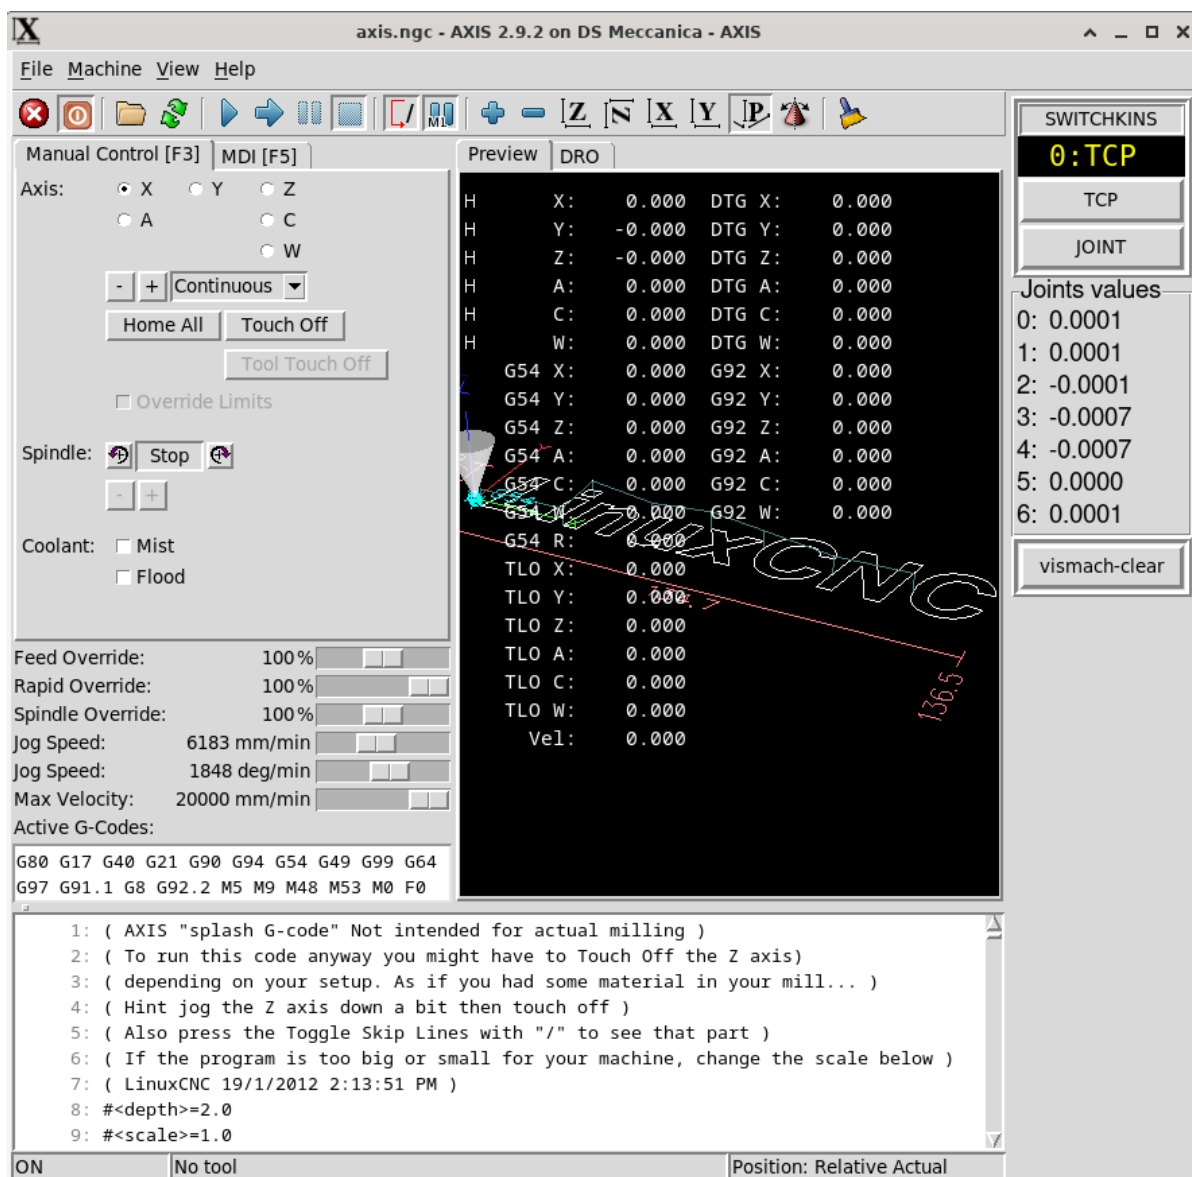 axis.ngc - AXIS 2.9.2 on DS Meccanica - AXIS
File Machine View Help
Manual Control [F3] MDI [F5]
Axis: X Y Z
A C
W
- + Continuous
Home All Touch Off
Tool Touch Off
Override Limits
Spindle: Stop
- +
Coolant: Mist
Flood
Feed Override: 100 %
Rapid Override: 100 %
Spindle Override: 100 %
Jog Speed: 6183 mm/min
Jog Speed: 1848 deg/min
Max Velocity: 20000 mm/min
Active G-Codes:
G80 G17 G40 G21 G90 G94 G54 G49 G99 G64
G97 G91.1 G8 G92.2 M5 M9 M48 M53 M0 F0
Preview DRO
H X: 0.000 DTG X: 0.000
H Y: -0.000 DTG Y: 0.000
H Z: -0.000 DTG Z: 0.000
H A: 0.000 DTG A: 0.000
H C: 0.000 DTG C: 0.000
H W: 0.000 DTG W: 0.000
G54 X: 0.000 G92 X: 0.000
G54 Y: 0.000 G92 Y: 0.000
G54 Z: 0.000 G92 Z: 0.000
G54 A: 0.000 G92 A: 0.000
G54 C: 0.000 G92 C: 0.000
G54 W: 0.000 G92 W: 0.000
G54 R: 0.000
TLO X: 0.000
TLO Y: 0.000
TLO Z: 0.000
TLO A: 0.000
TLO C: 0.000
TLO W: 0.000
Vel: 0.000
LinuxCNC
136.5
SWITCHKINS
0:TCP
TCP
JOINT
Joints values
0: 0.0001
1: 0.0001
2: -0.0001
3: -0.0007
4: -0.0007
5: 0.0000
6: 0.0001
vismach-clear
1: ( AXIS "splash G-code" Not intended for actual milling )
2: ( To run this code anyway you might have to Touch Off the Z axis)
3: ( depending on your setup. As if you had some material in your mill... )
4: ( Hint jog the Z axis down a bit then touch off )
5: ( Also press the Toggle Skip Lines with "/" to see that part )
6: ( If the program is too big or small for your machine, change the scale below )
7: ( LinuxCNC 19/1/2012 2:13:51 PM )
8: #<depth>=2.0
9: #<scale>=1.0
ON No tool Position: Relative Actual